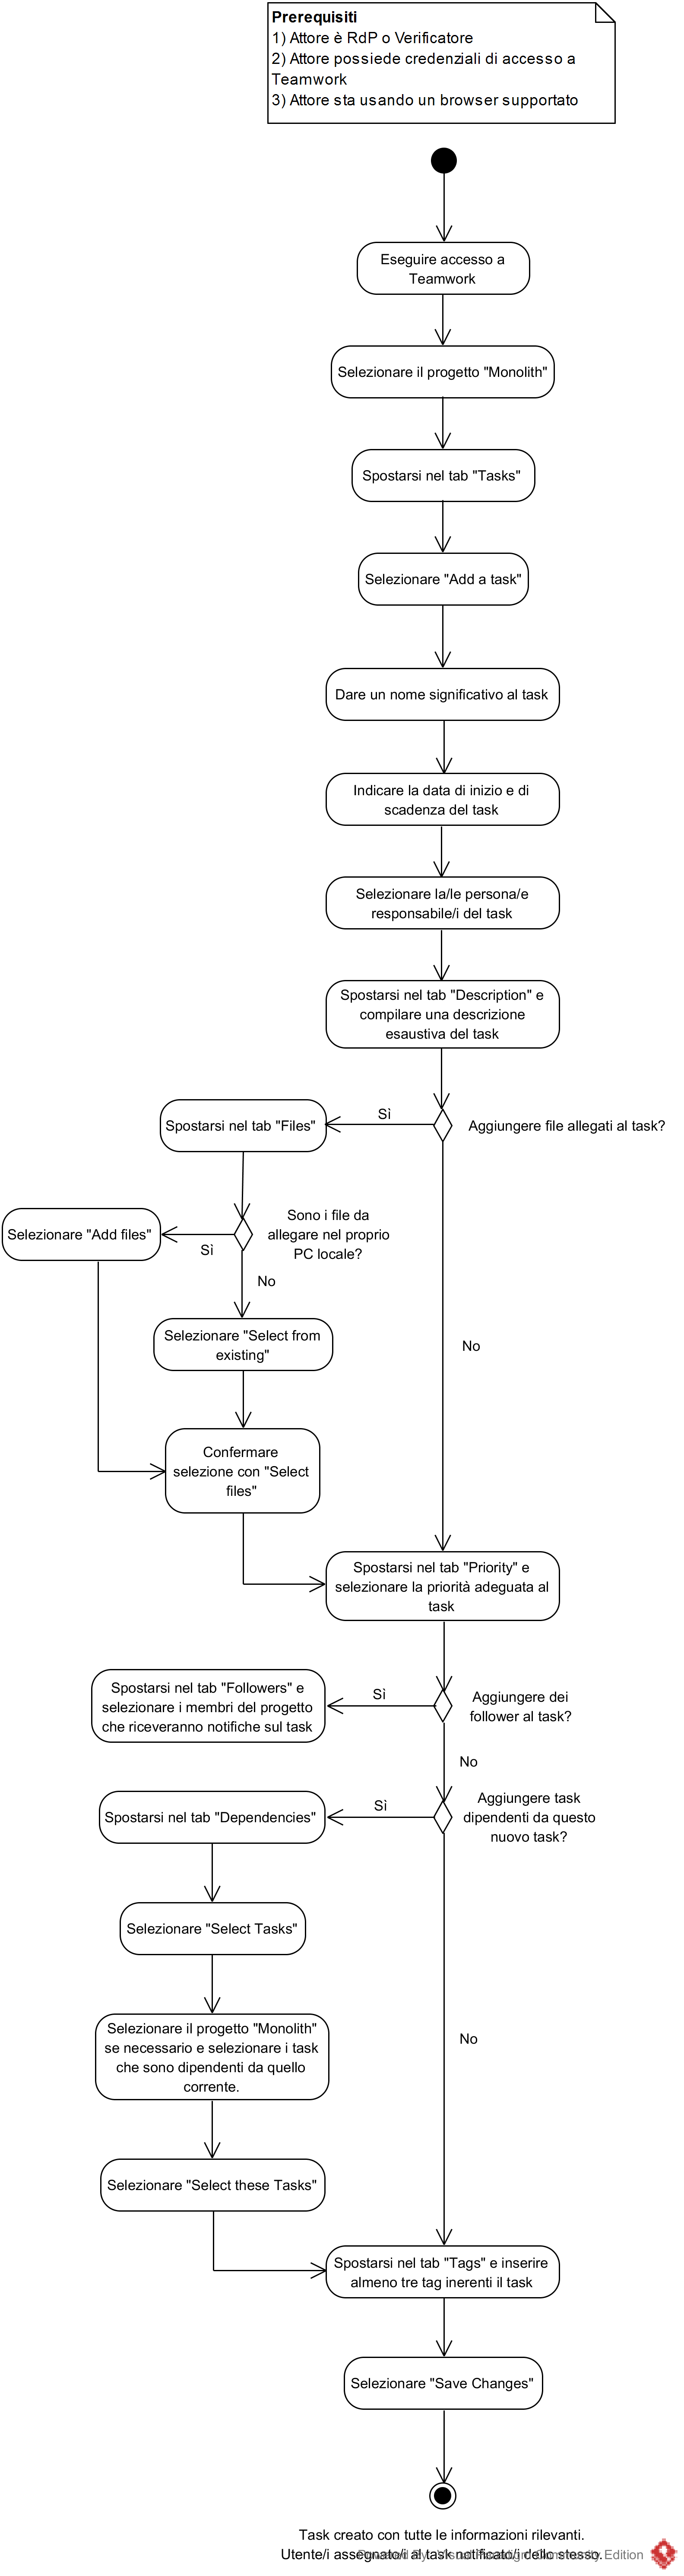 Prerequisiti
1) Attore è RdP o Verificatore
2) Attore possiede credenziali di accesso a
Teamwork
3) Attore sta usando un browser supportato
Eseguire accesso a
Teamwork
Selezionare il progetto "Monolith"
Spostarsi nel tab "Tasks"
Selezionare "Add a task"
Dare un nome significativo al task
Indicare la data di inizio e di
scadenza del task
Selezionare la/le persona/e
responsabile/i del task
Spostarsi nel tab "Description" e
compilare una descrizione
esaustiva del task
Aggiungere file allegati al task?
Sì
Spostarsi nel tab "Files"
Sono i file da
allegare nel proprio
PC locale?
Sì
Selezionare "Add files"
No
Selezionare "Select from
existing"
No
Confermare
selezione con "Select
files"
Spostarsi nel tab "Priority" e
selezionare la priorità adeguata al
task
Aggiungere dei
follower al task?
Sì
Spostarsi nel tab "Followers" e
selezionare i membri del progetto
che riceveranno notifiche sul task
No
Aggiungere task
dipendenti da questo
nuovo task?
Sì
Spostarsi nel tab "Dependencies"
Selezionare "Select Tasks"
Selezionare il progetto "Monolith"
se necessario e selezionare i task
che sono dipendenti da quello
corrente.
No
Selezionare "Select these Tasks"
Spostarsi nel tab "Tags" e inserire
almeno tre tag inerenti il task
Selezionare "Save Changes"
Task creato con tutte le informazioni rilevanti.
Utente/i assegnato/i al task notificato/i dello stesso.
Powered By Visual Paradigm Community Edition